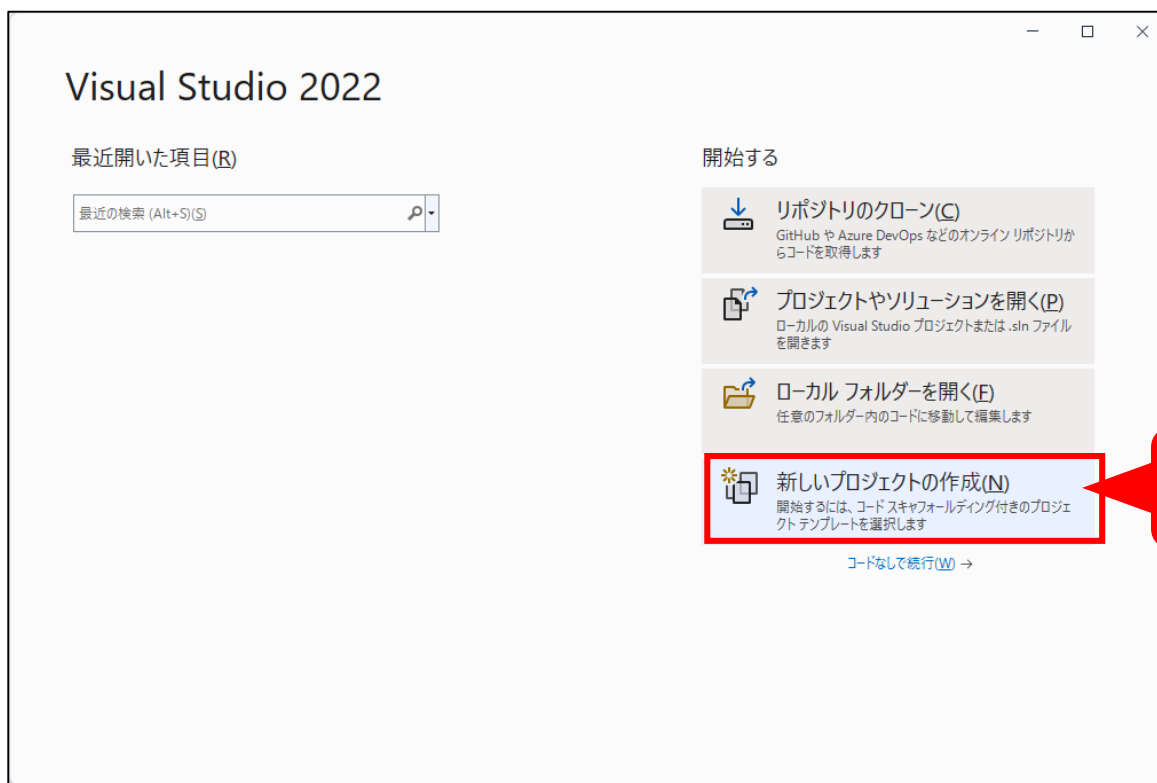 Visual Studio 2022
最近開いた項目(R)
最近の検索 (Alt+S)(S)
開始する
リポジトリのクローン(C)
GitHub や Azure DevOps などのオンライン リポジトリか
らコードを取得します
プロジェクトやソリューションを開く(P)
ローカルの Visual Studio プロジェクトまたは .sln ファイル
を開きます
ローカル フォルダーを開く(F)
任意のフォルダー内のコードに移動して編集します
新しいプロジェクトの作成(N)
開始するには、コード スキャフォールディング付きのプロジェ
クト テンプレートを選択します
コードなしで続行(W) →